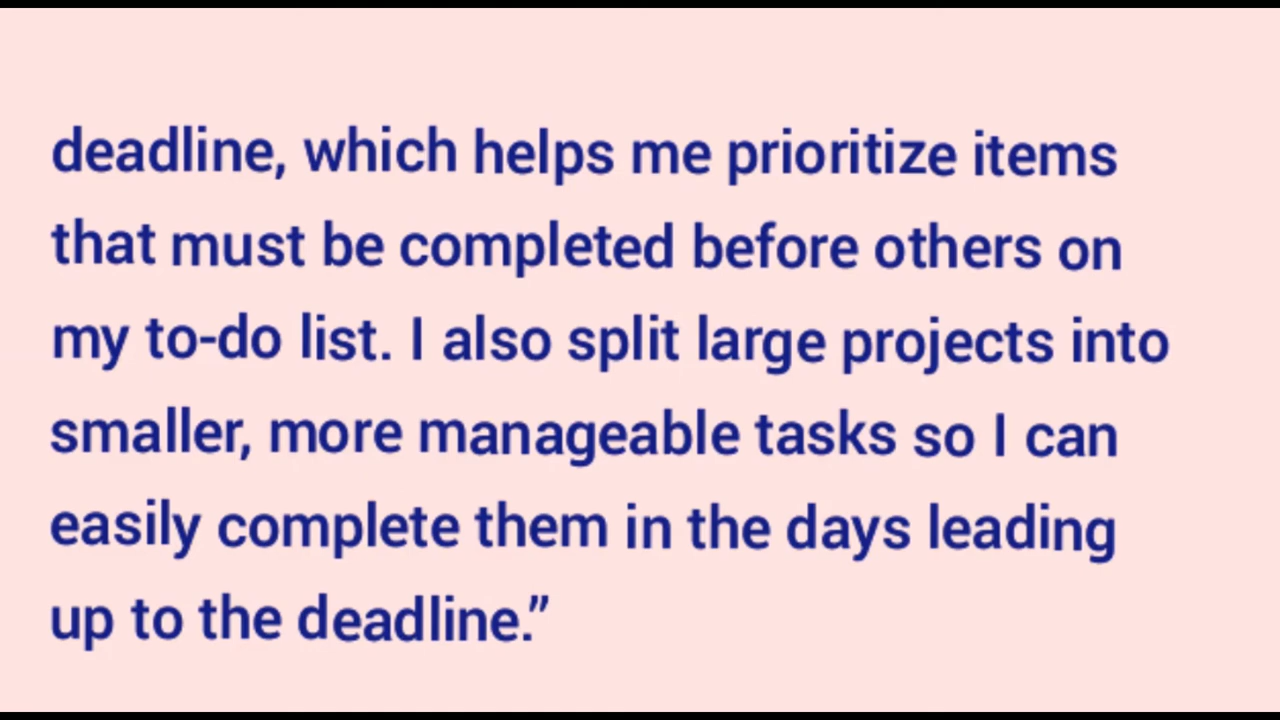 deadline, which helps me prioritize items
that must be completed before others on
my to-do list. I also split large projects into
smaller, more manageable tasks so I can
easily complete them in the days leading
up to the deadline.”